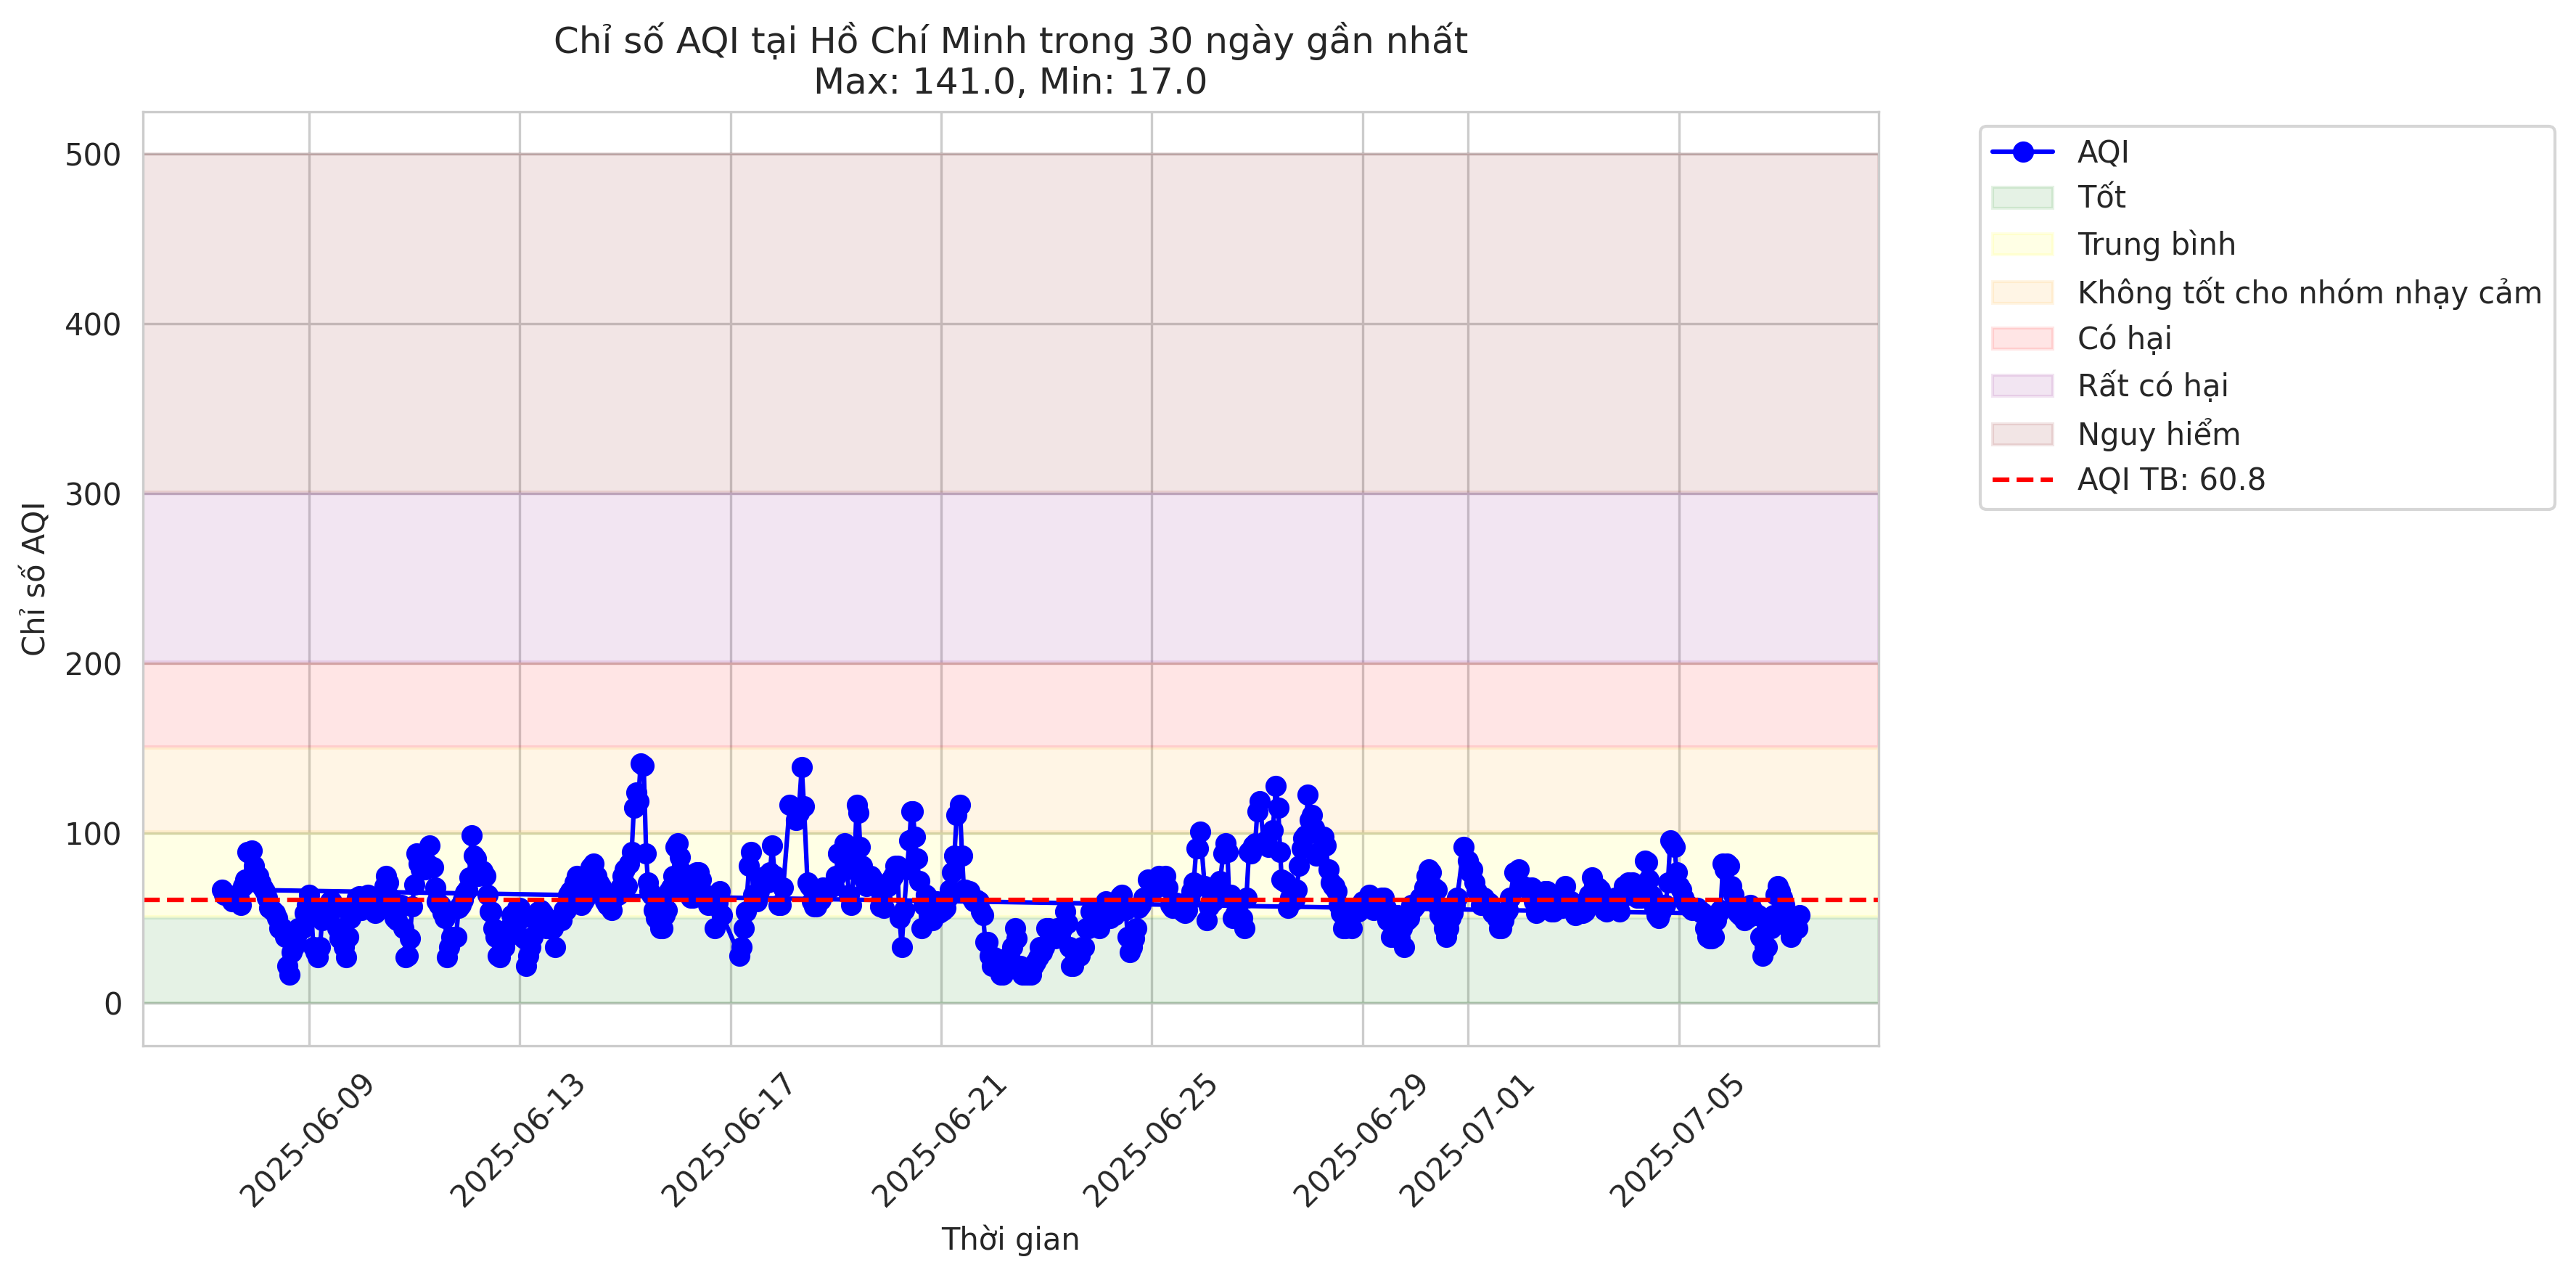 Chỉ số AQI tại Hồ Chí Minh trong 30 ngày gần nhất
Max: 141.0, Min: 17.0
Chỉ số AQI
500
400
300
200
100
0
2025-06-09
2025-06-13
2025-06-17
2025-06-21
2025-06-25
2025-06-29
2025-07-01
2025-07-05
Thời gian
AQI
Tốt
Trung bình
Không tốt cho nhóm nhạy cảm
Có hại
Rất có hại
Nguy hiểm
AQI TB: 60.8